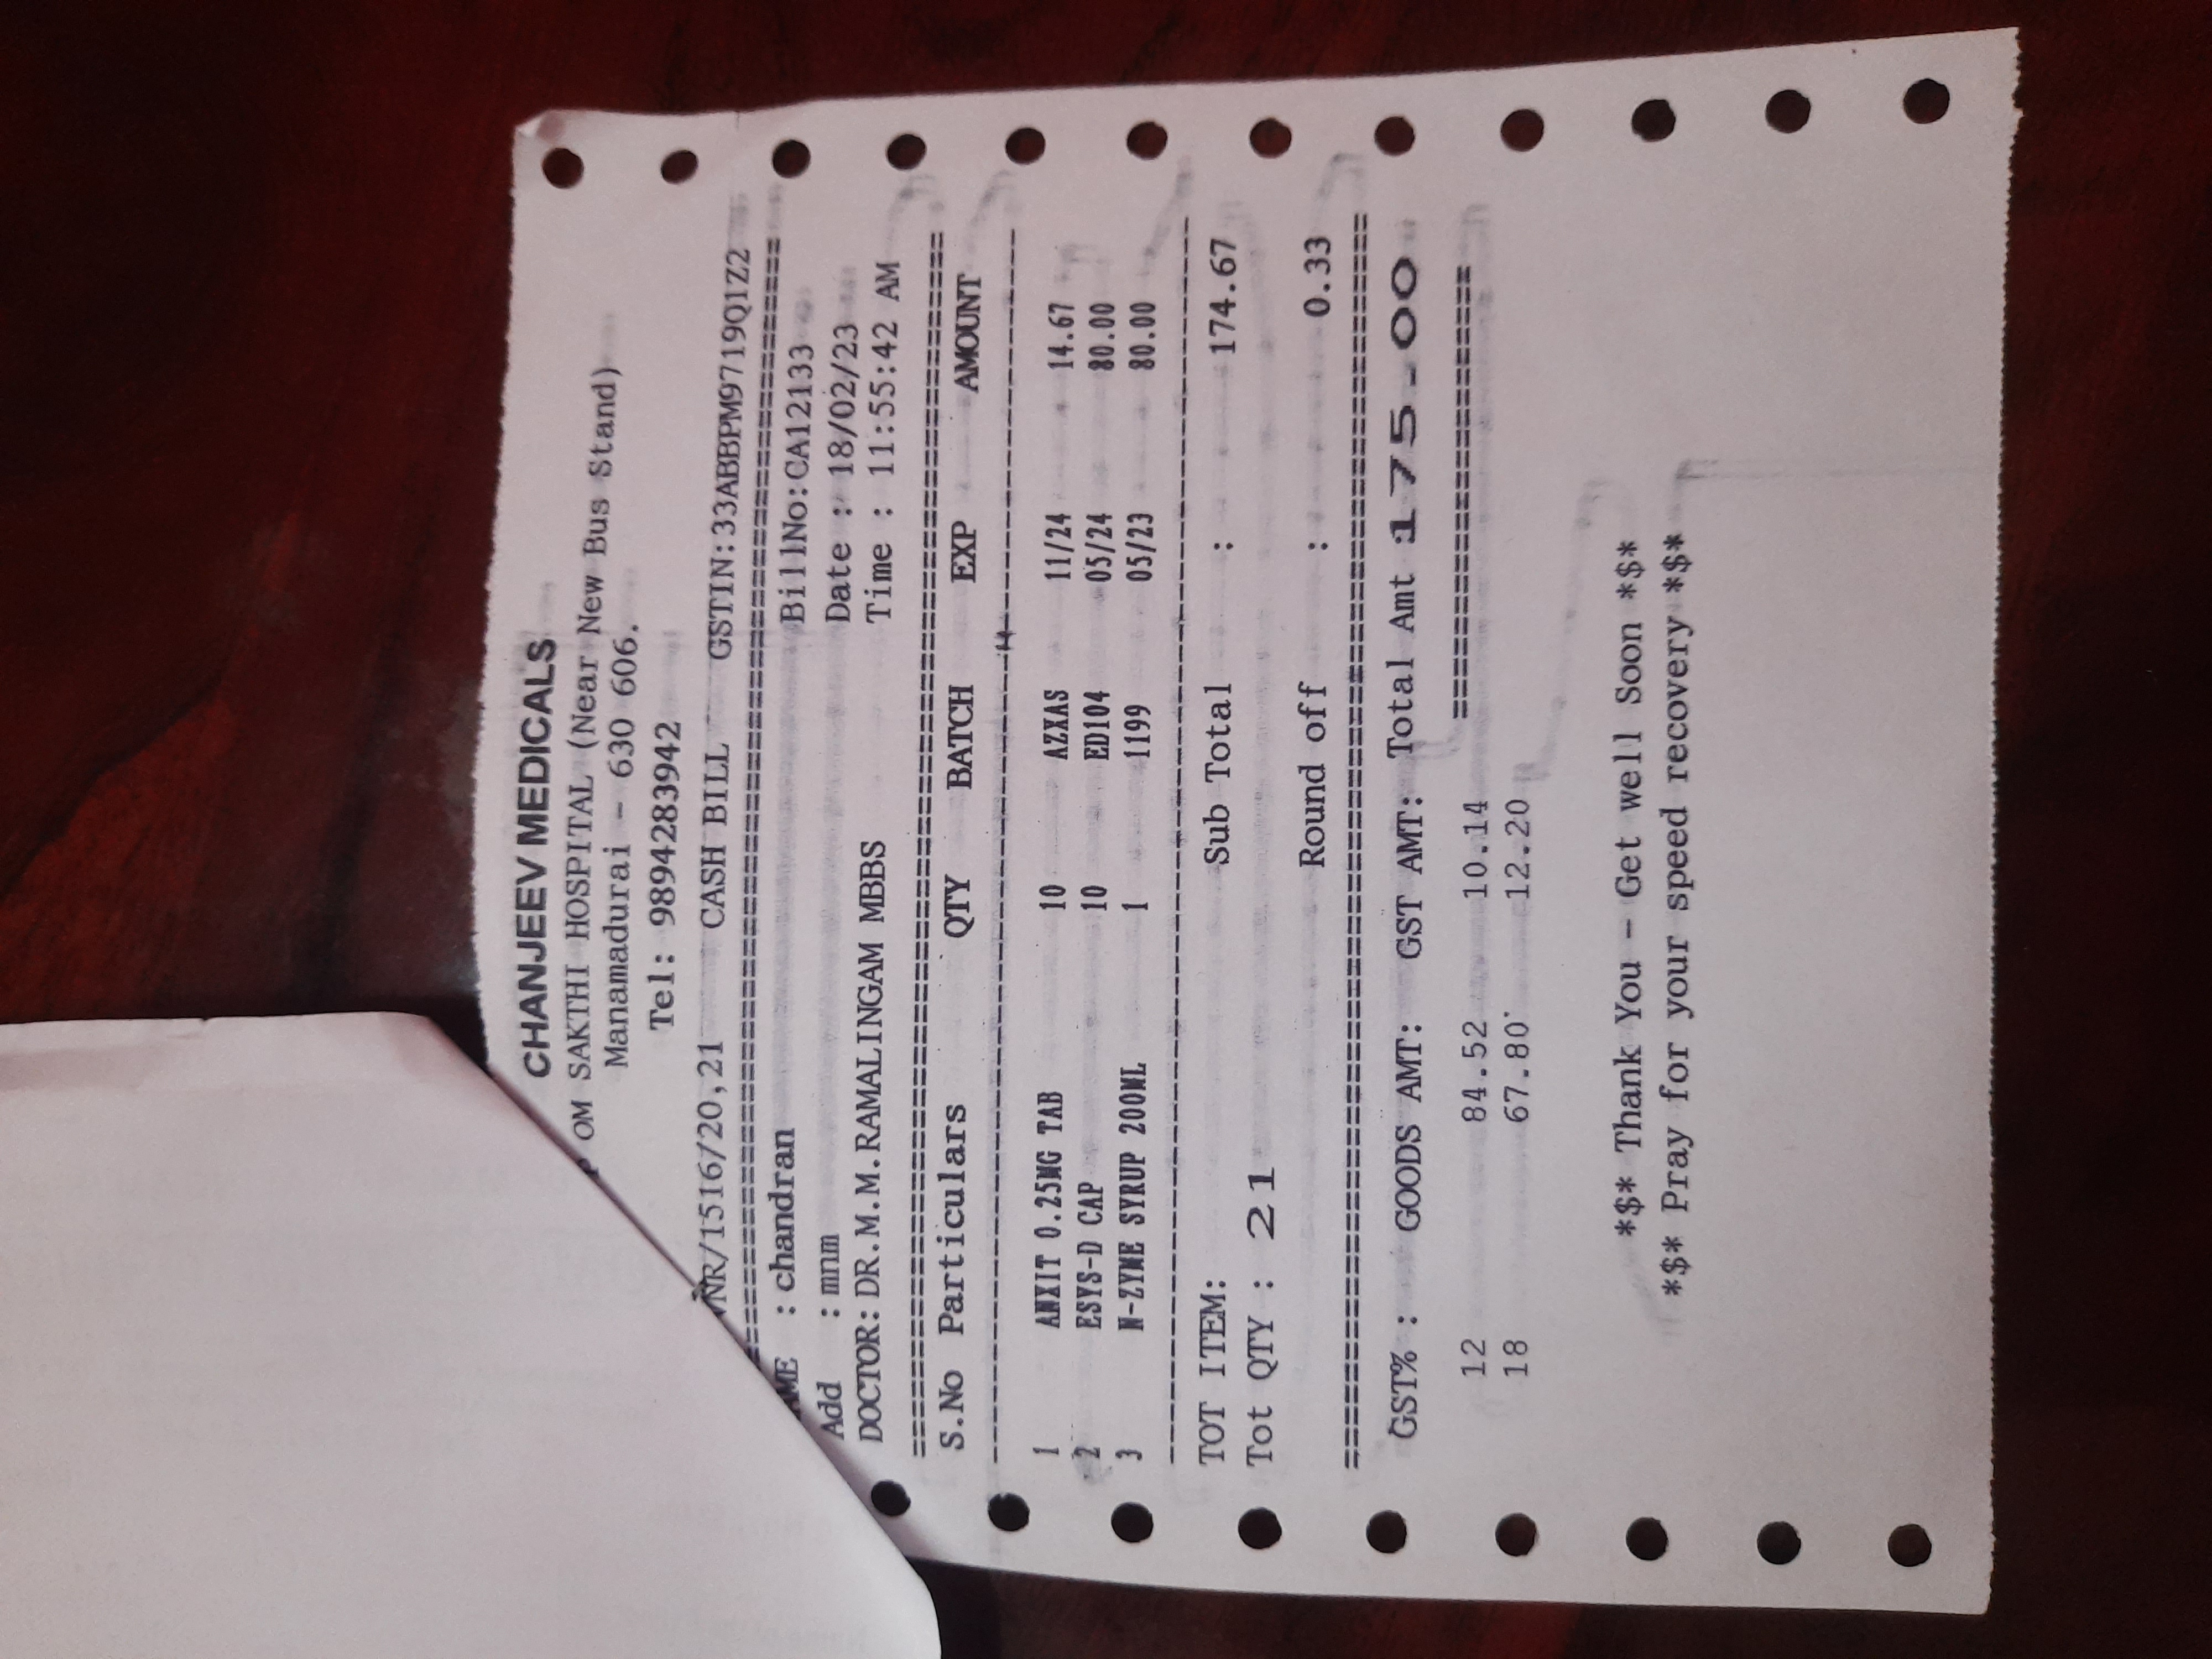 CHANJEEV MEDICALS
OM SAKTHI HOSPITAL (Near New Bus Stand)
Manamadurai - 630 606.
Tel: 9894283942
NR/1516/20,21 CASH BILL GSTIN:33ABBPM9719Q1Z2
: chandran BillNo:CA12133
Add : mnm Date : 18/02/23
DOCTOR: DR.M.M.RAMALINGAM MBBS Time : 11:55:42 AM
S.No Particulars QTY BATCH EXP AMOUNT
1 ANXIT 0.25MG TAB 10 AZXAS 11/24 14.67
2 ESYS-D CAP 10 ED104 05/24 80.00
3 N-ZYME SYRUP 200ML 1 1199 05/23 80.00
TOT ITEM: Sub Total : 174.67
Tot QTY : 21
Round off : 0.33
GST% : GOODS AMT: GST AMT: Total Amt :175.00
12 84.52 10.14
18 67.80 12.20
*$* Thank You - Get well Soon *$*
*$* Pray for your speed recovery *$*